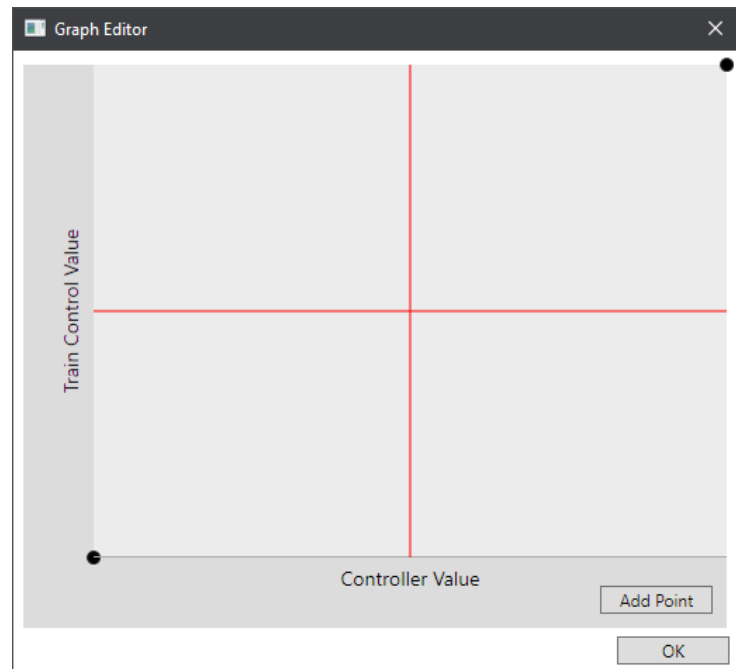 Graph Editor
Train Control Value
Controller Value
Add Point
OK